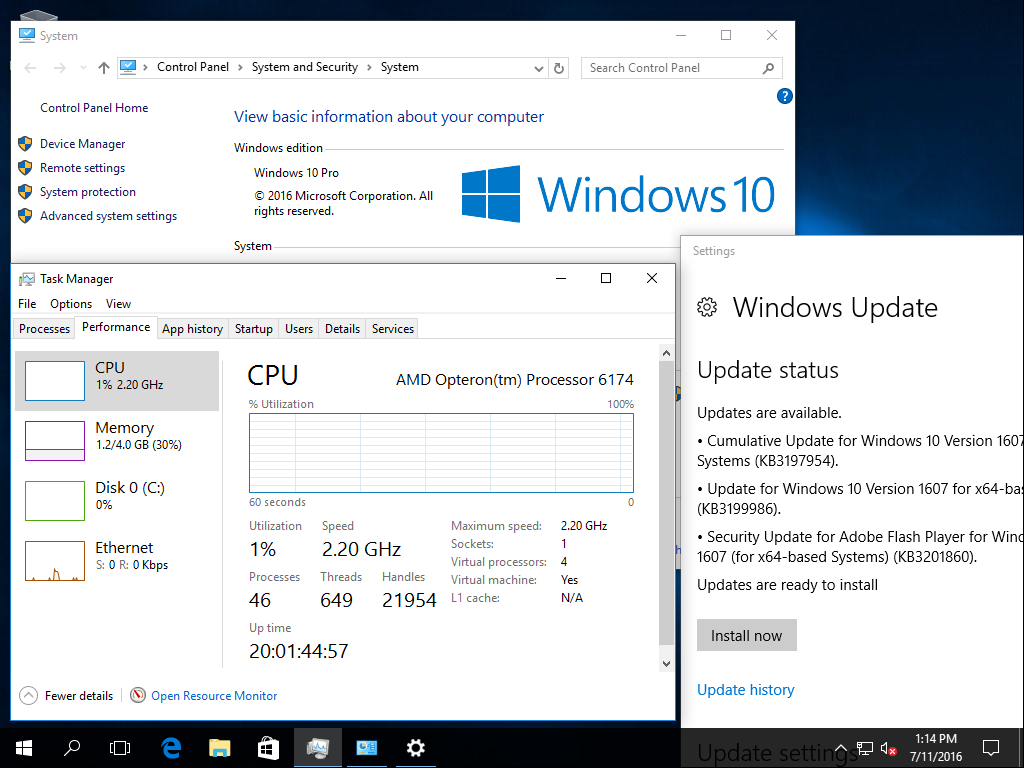 System
Control Panel
System and Security
System
Search Control Panel
?
Control Panel Home
Device Manager
Remote settings
System protection
Advanced system settings
View basic information about your computer
Windows edition
Windows 10 Pro
© 2016 Microsoft Corporation. All
rights reserved.
Windows 10
System
Task Manager
File Options View
Processes Performance App history Startup Users Details Services
CPU
1% 2.20 GHz
Memory
1.2/4.0 GB (30%)
Disk 0 (C:)
0%
Ethernet
S: 0 R: 0 Kbps
CPU
AMD Opteron(tm) Processor 6174
% Utilization
100%
60 seconds
0
Utilization Speed
1% 2.20 GHz
Processes Threads Handles
46 649 21954
Up time
20:01:44:57
Maximum speed: 2.20 GHz
Sockets: 1
Virtual processors: 4
Virtual machine: Yes
L1 cache: N/A
Fewer details
Open Resource Monitor
Settings
Windows Update
Update status
Updates are available.
• Cumulative Update for Windows 10 Version 1607
Systems (KB3197954).
• Update for Windows 10 Version 1607 for x64-bas
(KB3199986).
• Security Update for Adobe Flash Player for Wind
1607 (for x64-based Systems) (KB3201860).
Updates are ready to install
Install now
Update history
Update settings
1:14 PM
7/11/2016